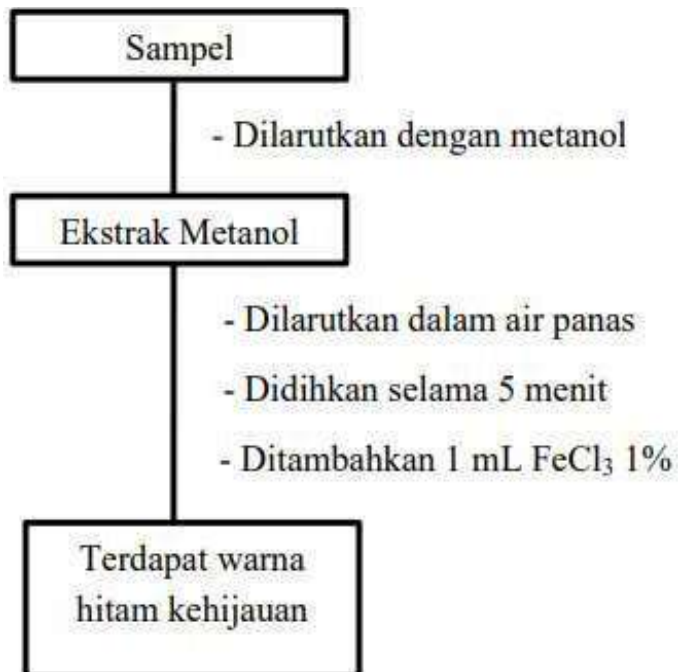 Sampel
- Dilarutkan dengan metanol
Ekstrak Metanol
- Dilarutkan dalam air panas
- Didihkan selama 5 menit
- Ditambahkan 1 mL FeCl₃ 1%
Terdapat warna
hitam kehijauan